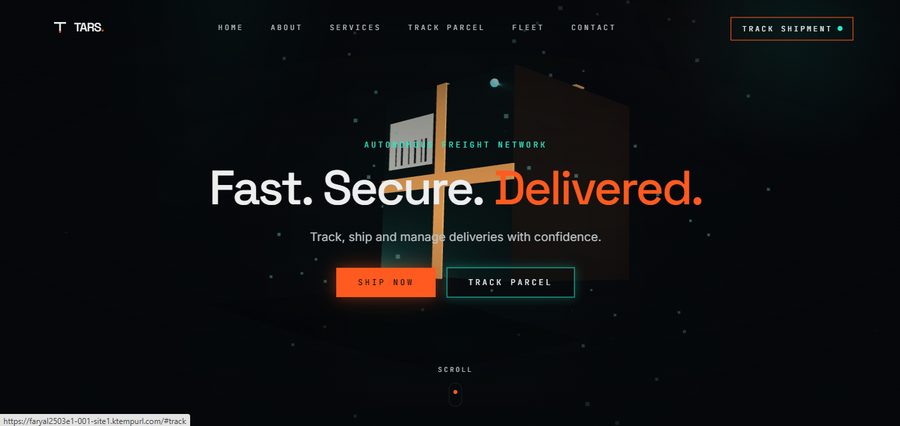 TARS.
HOME ABOUT SERVICES TRACK PARCEL FLEET CONTACT
TRACK SHIPMENT
AUTONOMOUS FREIGHT NETWORK
Fast. Secure. Delivered.
Track, ship and manage deliveries with confidence.
SHIP NOW
TRACK PARCEL
SCROLL
https://faryal2503e1-001-site1.ktempurl.com/#track